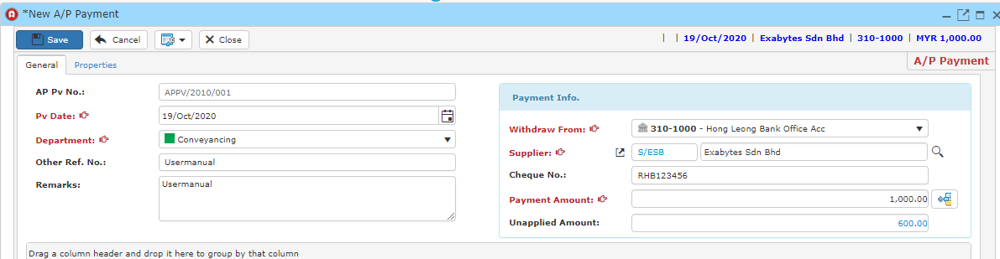 *New A/P Payment
Save Cancel Close | | 19/Oct/2020 | Exabytes Sdn Bhd | 310-1000 | MYR 1,000.00
General Properties A/P Payment
AP Pv No.: APPV/2010/001
Pv Date: 19/Oct/2020
Department: Conveyancing
Other Ref. No.: Usermanual
Remarks: Usermanual
Payment Info.
Withdraw From: 310-1000 - Hong Leong Bank Office Acc
Supplier: S/ESB Exabytes Sdn Bhd
Cheque No.: RHB123456
Payment Amount: 1,000.00
Unapplied Amount: 600.00
Drag a column header and drop it here to group by that column